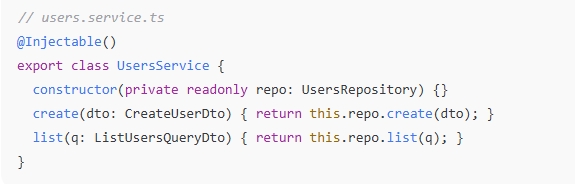 // users.service.ts
@Injectable()
export class UsersService {
  constructor(private readonly repo: UsersRepository) {}
  create(dto: CreateUserDto) { return this.repo.create(dto); }
  list(q: ListUsersQueryDto) { return this.repo.list(q); }
}